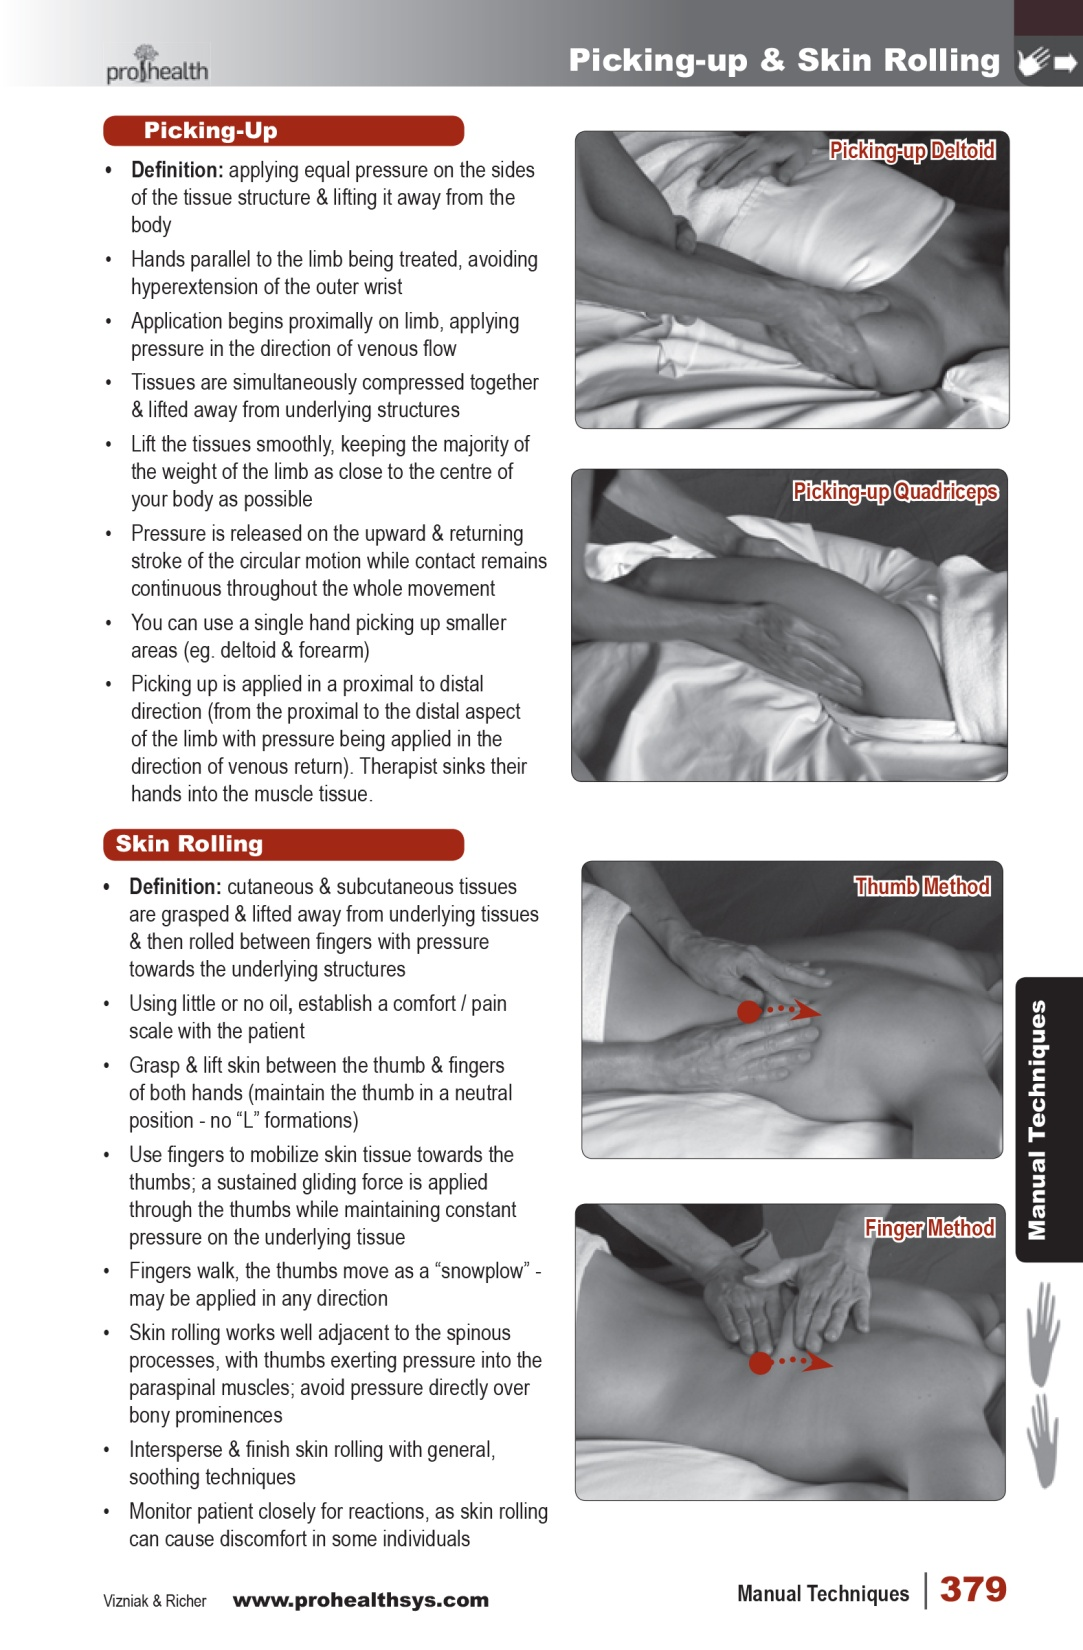 prohealth
Picking-up & Skin Rolling
Picking-Up
• Definition: applying equal pressure on the sides
of the tissue structure & lifting it away from the
body
• Hands parallel to the limb being treated, avoiding
hyperextension of the outer wrist
• Application begins proximally on limb, applying
pressure in the direction of venous flow
• Tissues are simultaneously compressed together
& lifted away from underlying structures
• Lift the tissues smoothly, keeping the majority of
the weight of the limb as close to the centre of
your body as possible
• Pressure is released on the upward & returning
stroke of the circular motion while contact remains
continuous throughout the whole movement
• You can use a single hand picking up smaller
areas (eg. deltoid & forearm)
• Picking up is applied in a proximal to distal
direction (from the proximal to the distal aspect
of the limb with pressure being applied in the
direction of venous return). Therapist sinks their
hands into the muscle tissue.
Picking-up Deltoid
Picking-up Quadriceps
Skin Rolling
• Definition: cutaneous & subcutaneous tissues
are grasped & lifted away from underlying tissues
& then rolled between fingers with pressure
towards the underlying structures
• Using little or no oil, establish a comfort / pain
scale with the patient
• Grasp & lift skin between the thumb & fingers
of both hands (maintain the thumb in a neutral
position - no “L” formations)
• Use fingers to mobilize skin tissue towards the
thumbs; a sustained gliding force is applied
through the thumbs while maintaining constant
pressure on the underlying tissue
• Fingers walk, the thumbs move as a “snowplow” -
may be applied in any direction
• Skin rolling works well adjacent to the spinous
processes, with thumbs exerting pressure into the
paraspinal muscles; avoid pressure directly over
bony prominences
• Intersperse & finish skin rolling with general,
soothing techniques
• Monitor patient closely for reactions, as skin rolling
can cause discomfort in some individuals
Thumb Method
Finger Method
Manual Techniques
Vizniak & Richer www.prohealthsys.com
Manual Techniques 379